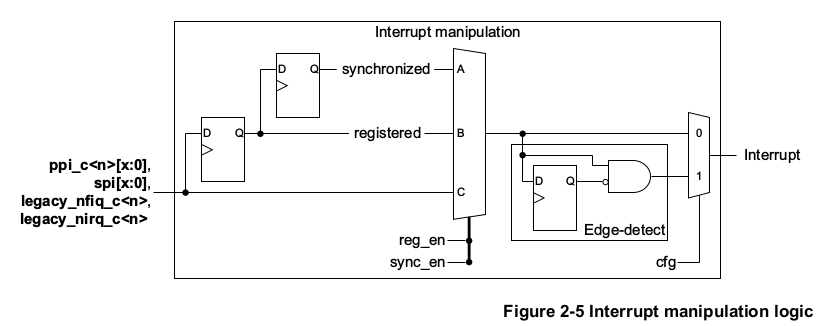 Interrupt manipulation
D Q synchronized A
D Q registered B 0 Interrupt
ppi_c<n>[x:0],
spi[x:0],
legacy_nfiq_c<n>,
legacy_nirq_c<n>
C
D Q 1
Edge-detect
reg_en
sync_en cfg
Figure 2-5 Interrupt manipulation logic